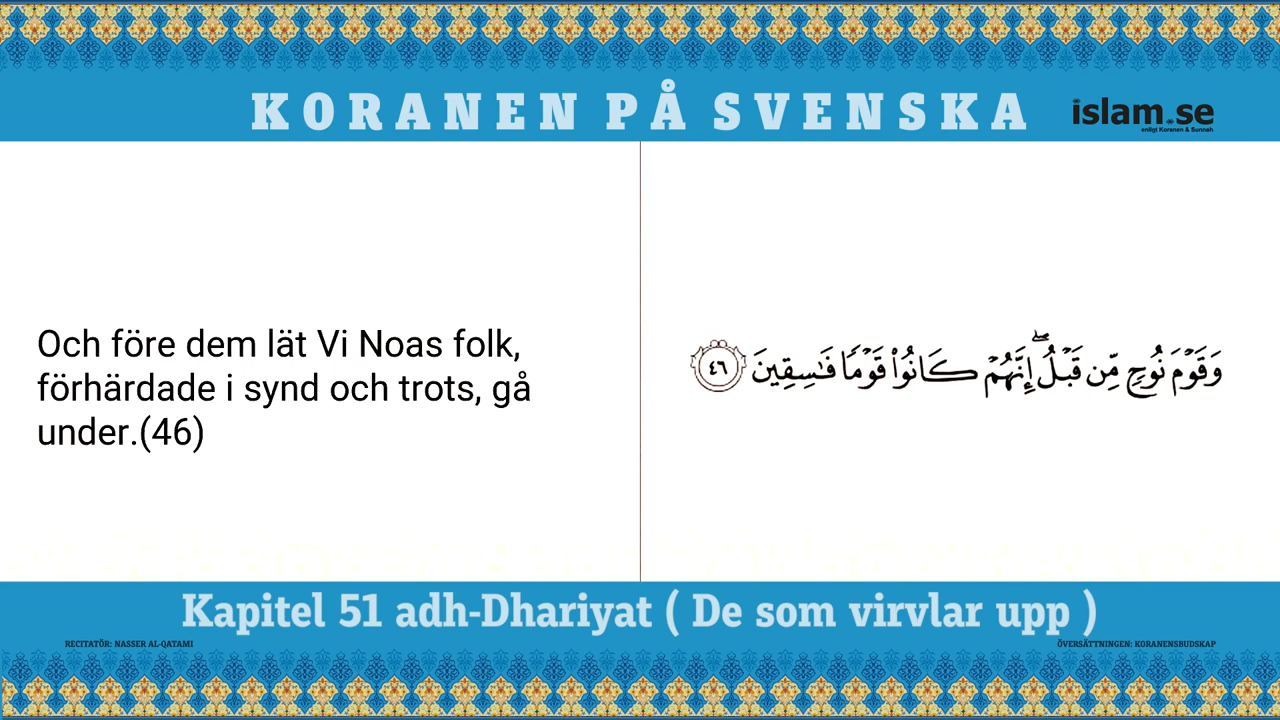 KORANEN PÅ SVENSKA
islam.se
enligt Koranen & Sunnah
Och före dem lät Vi Noas folk,
förhärdade i synd och trots, gå
under.(46)
وَقَوْمَ نُوحٍ مِّن قَبْلُ ۖ إِنَّهُمْ كَانُوا۟ قَوْمًا فَـٰسِقِينَ ٤٦
Kapitel 51 adh-Dhariyat ( De som virvlar upp )
RECITATÖR: NASSER AL-QATAMI
ÖVERSÄTTNINGEN: KORANENSBUDSKAP